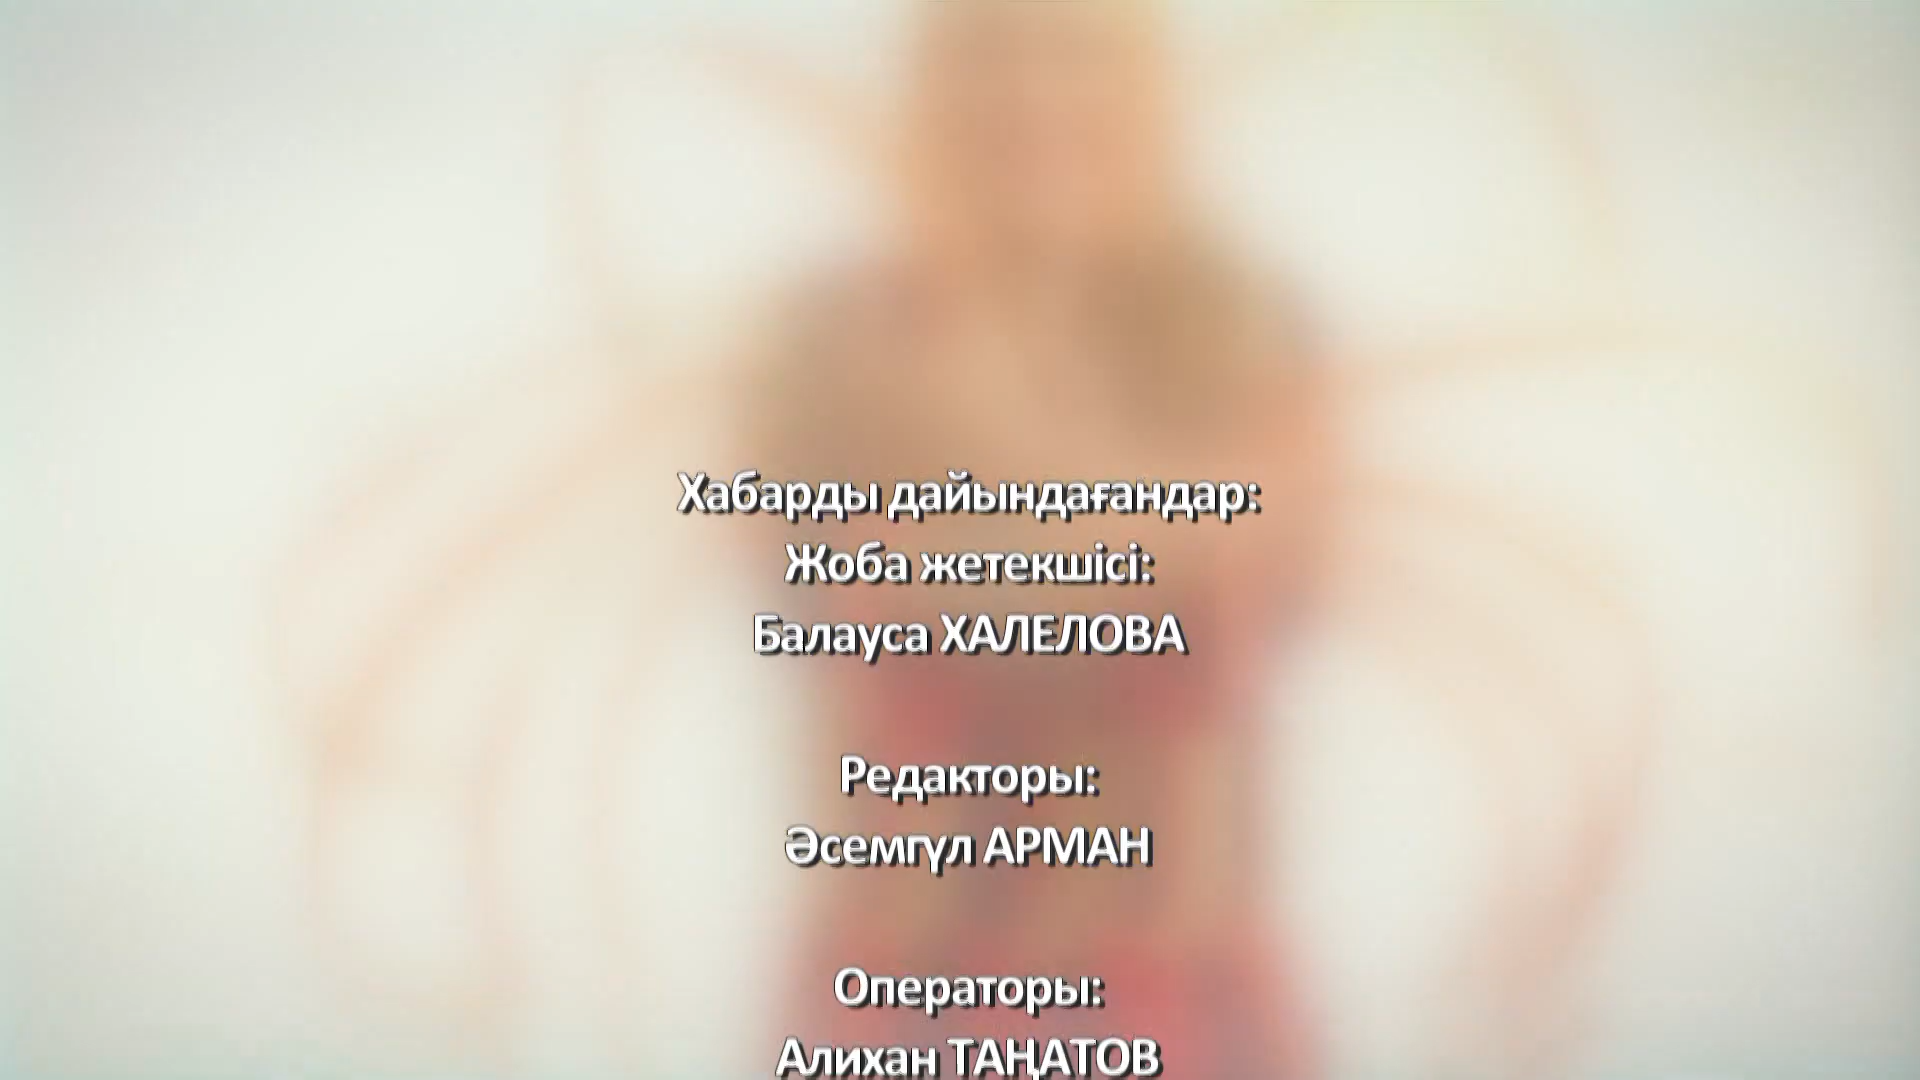 Хабарды дайындағандар:
Жоба жетекшісі:
Балауса ХАЛЕЛОВА
Редакторы:
Әсемгүл АРМАН
Операторы:
Алихан ТАҢАТОВ